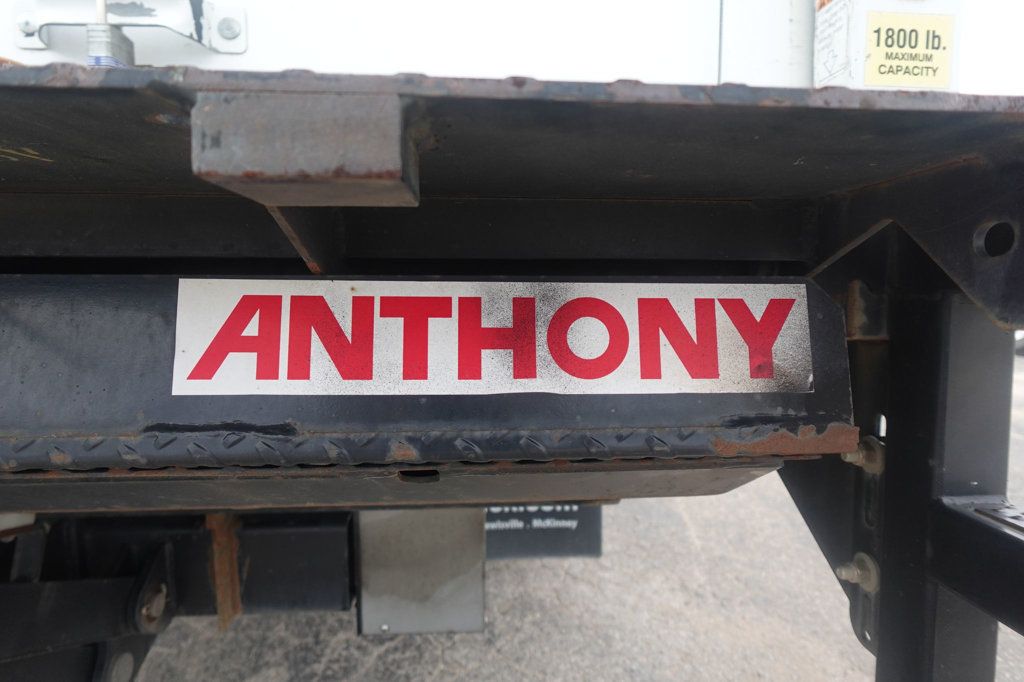 1800 lb.
MAXIMUM
CAPACITY
ANTHONY
McKinney